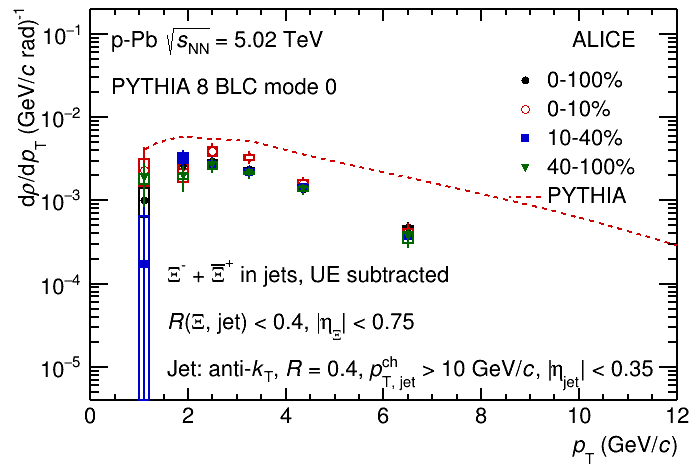 p-Pb √s_NN = 5.02 TeV
ALICE
PYTHIA 8 BLC mode 0
0-100%
0-10%
10-40%
40-100%
PYTHIA
Ξ⁻ + Ξ̅⁺ in jets, UE subtracted
R(Ξ, jet) < 0.4, |η_Ξ| < 0.75
Jet: anti-k_T, R = 0.4, p_T, jet^ch > 10 GeV/c, |η_jet| < 0.35
dρ/dp_T (GeV/c rad)⁻¹
10⁻¹
10⁻²
10⁻³
10⁻⁴
10⁻⁵
0 2 4 6 8 10 12
p_T (GeV/c)